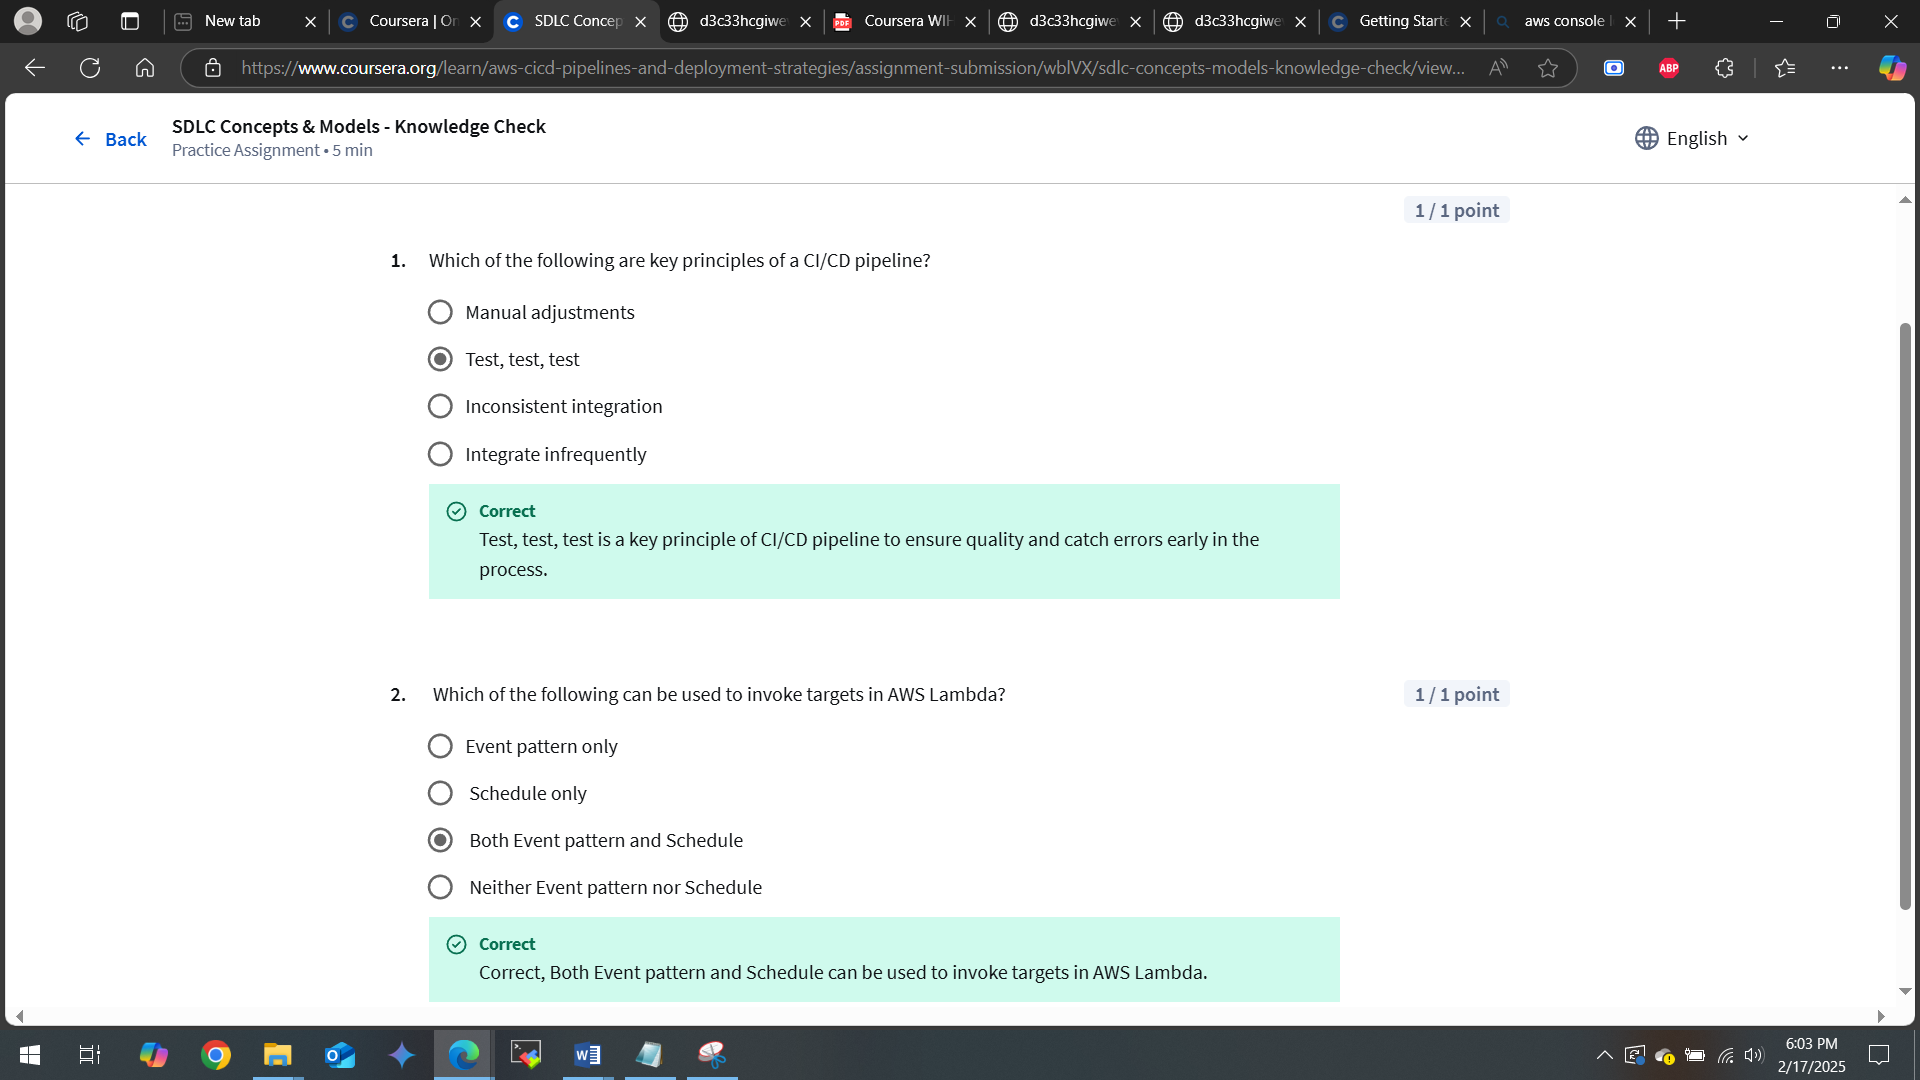 New tab
Coursera | On
SDLC Concep
d3c33hcgiwe
Coursera WIH
d3c33hcgiwe
d3c33hcgiwe
Getting Starte
aws console l
https://www.coursera.org/learn/aws-cicd-pipelines-and-deployment-strategies/assignment-submission/wblVX/sdlc-concepts-models-knowledge-check/view...
ABP
Back
SDLC Concepts & Models - Knowledge Check
Practice Assignment • 5 min
English
1 / 1 point
1. Which of the following are key principles of a CI/CD pipeline?
Manual adjustments
Test, test, test
Inconsistent integration
Integrate infrequently
Correct
Test, test, test is a key principle of CI/CD pipeline to ensure quality and catch errors early in the
process.
2. Which of the following can be used to invoke targets in AWS Lambda?
1 / 1 point
Event pattern only
Schedule only
Both Event pattern and Schedule
Neither Event pattern nor Schedule
Correct
Correct, Both Event pattern and Schedule can be used to invoke targets in AWS Lambda.
6:03 PM
2/17/2025